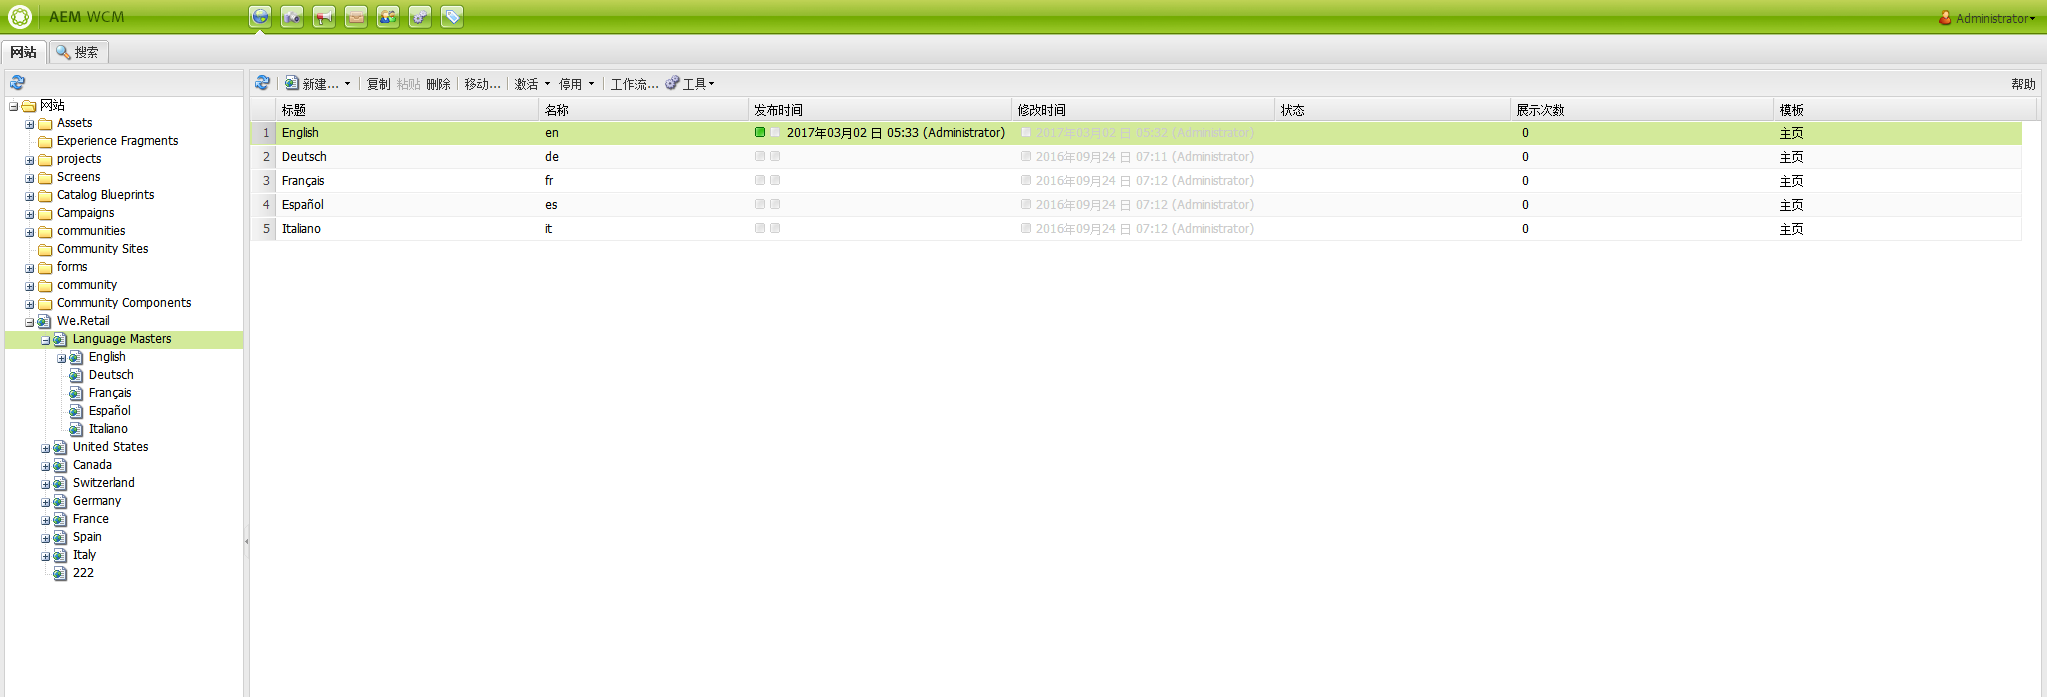 AEM WCM
Administrator
网站 搜索
新建... 复制 粘贴 删除 移动... 激活 停用 工作流... 工具 帮助
网站
Assets
Experience Fragments
projects
Screens
Catalog Blueprints
Campaigns
communities
Community Sites
forms
community
Community Components
We.Retail
Language Masters
English
Deutsch
Français
Español
Italiano
United States
Canada
Switzerland
Germany
France
Spain
Italy
222
标题 名称 发布时间 修改时间 状态 展示次数 模板
1 English en 2017年03月02 日 05:33 (Administrator) 2017年03月02 日 05:32 (Administrator) 0 主页
2 Deutsch de 2016年09月24 日 07:11 (Administrator) 0 主页
3 Français fr 2016年09月24 日 07:12 (Administrator) 0 主页
4 Español es 2016年09月24 日 07:12 (Administrator) 0 主页
5 Italiano it 2016年09月24 日 07:12 (Administrator) 0 主页